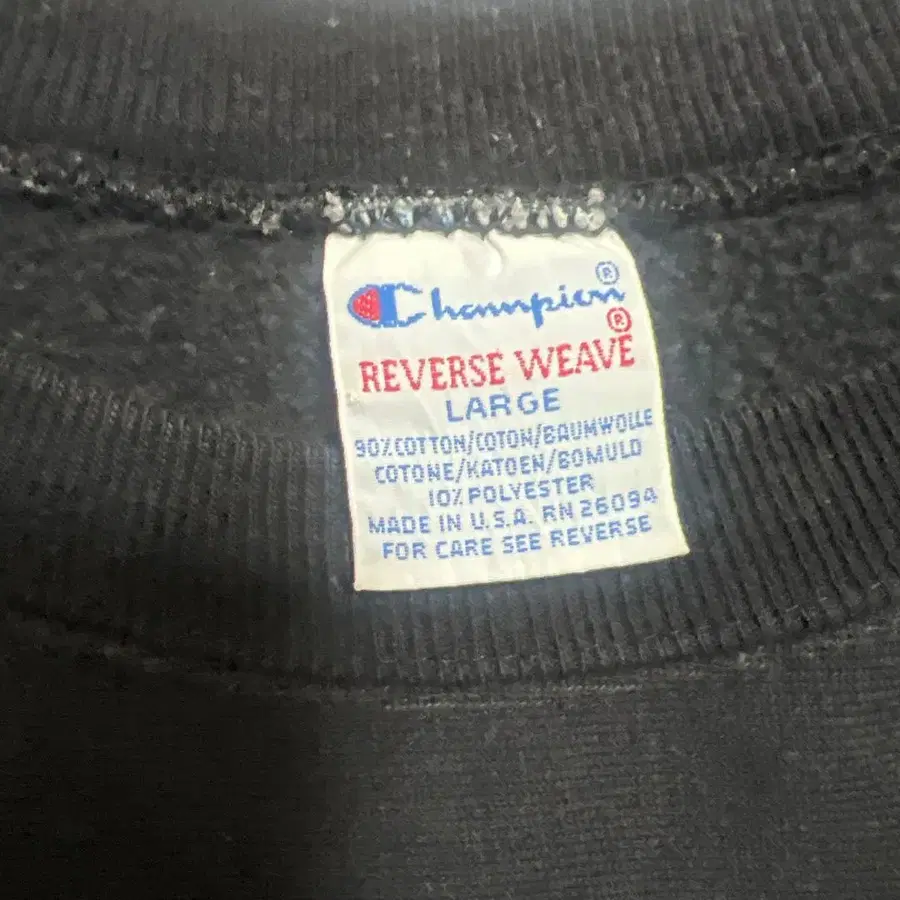 Champion®
REVERSE WEAVE®
LARGE
90% COTTON/COTON/BAUMWOLLE
COTONE/KATOEN/BOMULD
10% POLYESTER
MADE IN U.S.A. RN 26094
FOR CARE SEE REVERSE